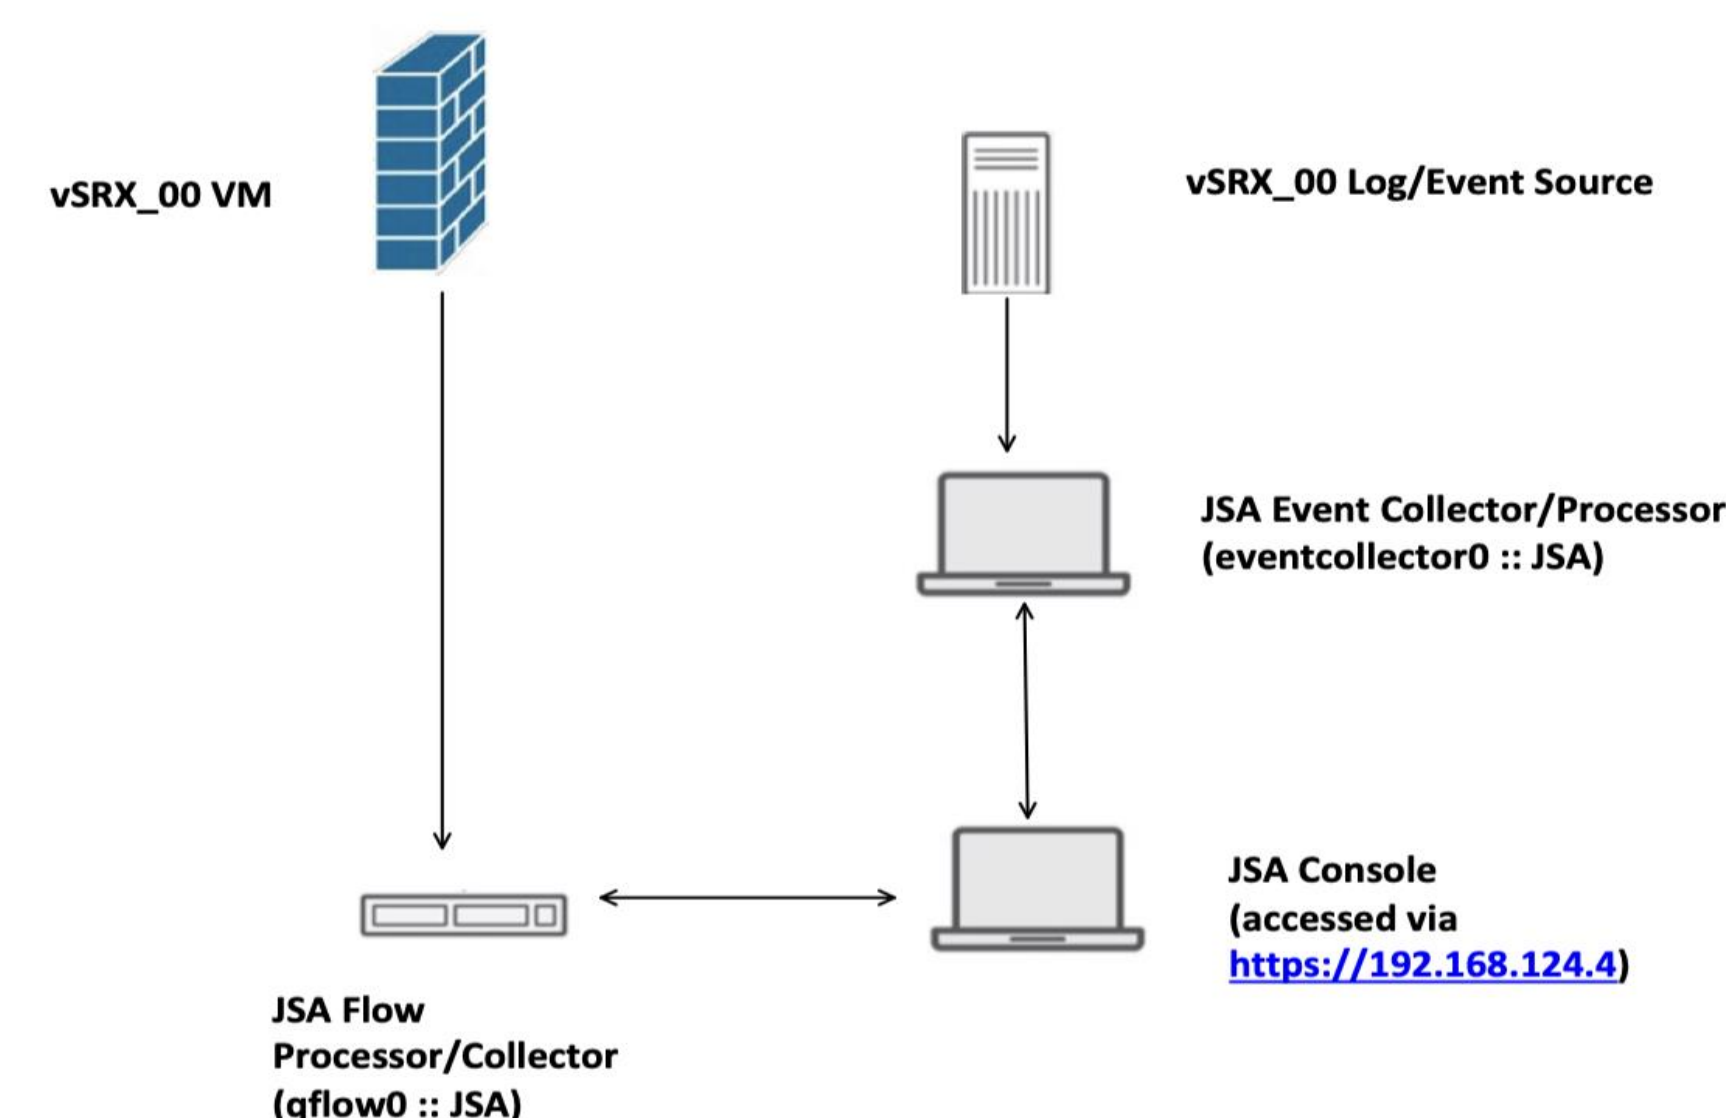 vSRX_00 VM
vSRX_00 Log/Event Source
JSA Event Collector/Processor
(eventcollector0 :: JSA)
JSA Console
(accessed via
https://192.168.124.4)
JSA Flow
Processor/Collector
(qflow0 :: JSA)